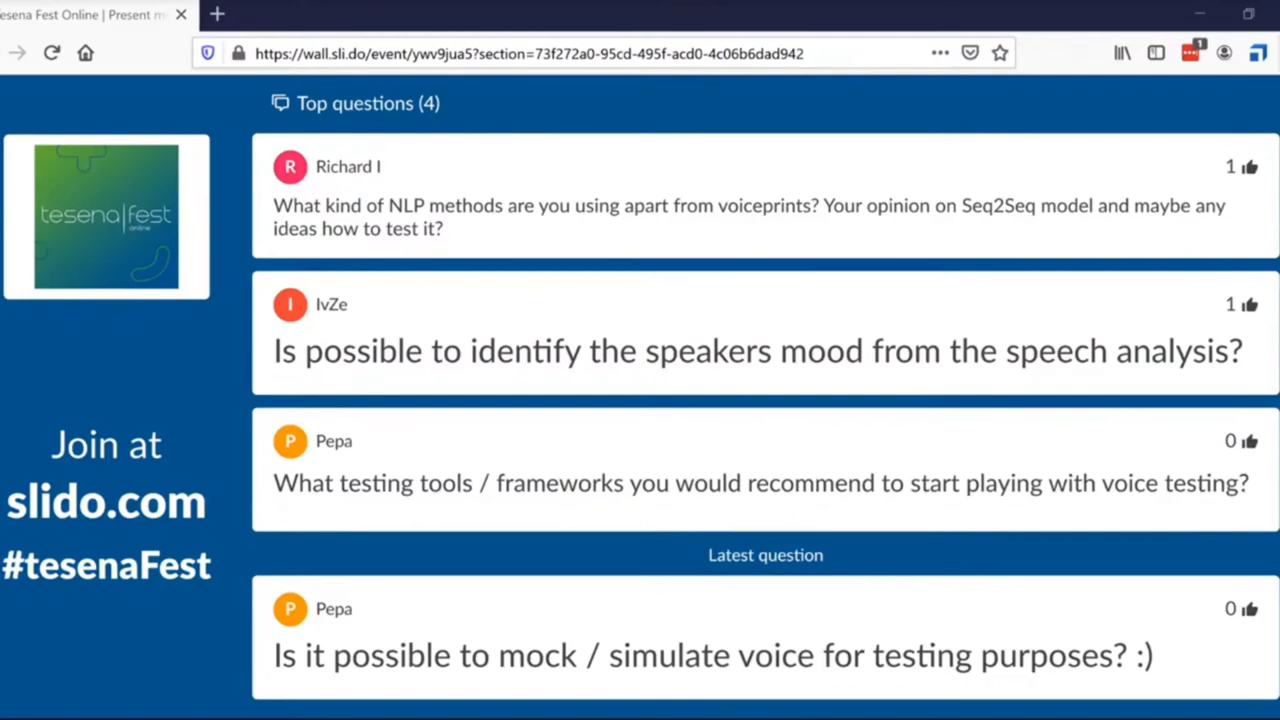 esena Fest Online | Present m
https://wall.sli.do/event/ywv9jua5?section=73f272a0-95cd-495f-acd0-4c06b6dad942
1
Top questions (4)
tesena|fest
online
R Richard I 1
What kind of NLP methods are you using apart from voiceprints? Your opinion on Seq2Seq model and maybe any
ideas how to test it?
I IvZe 1
Is possible to identify the speakers mood from the speech analysis?
P Pepa 0
What testing tools / frameworks you would recommend to start playing with voice testing?
Join at
slido.com
#tesenaFest
Latest question
P Pepa 0
Is it possible to mock / simulate voice for testing purposes? :)